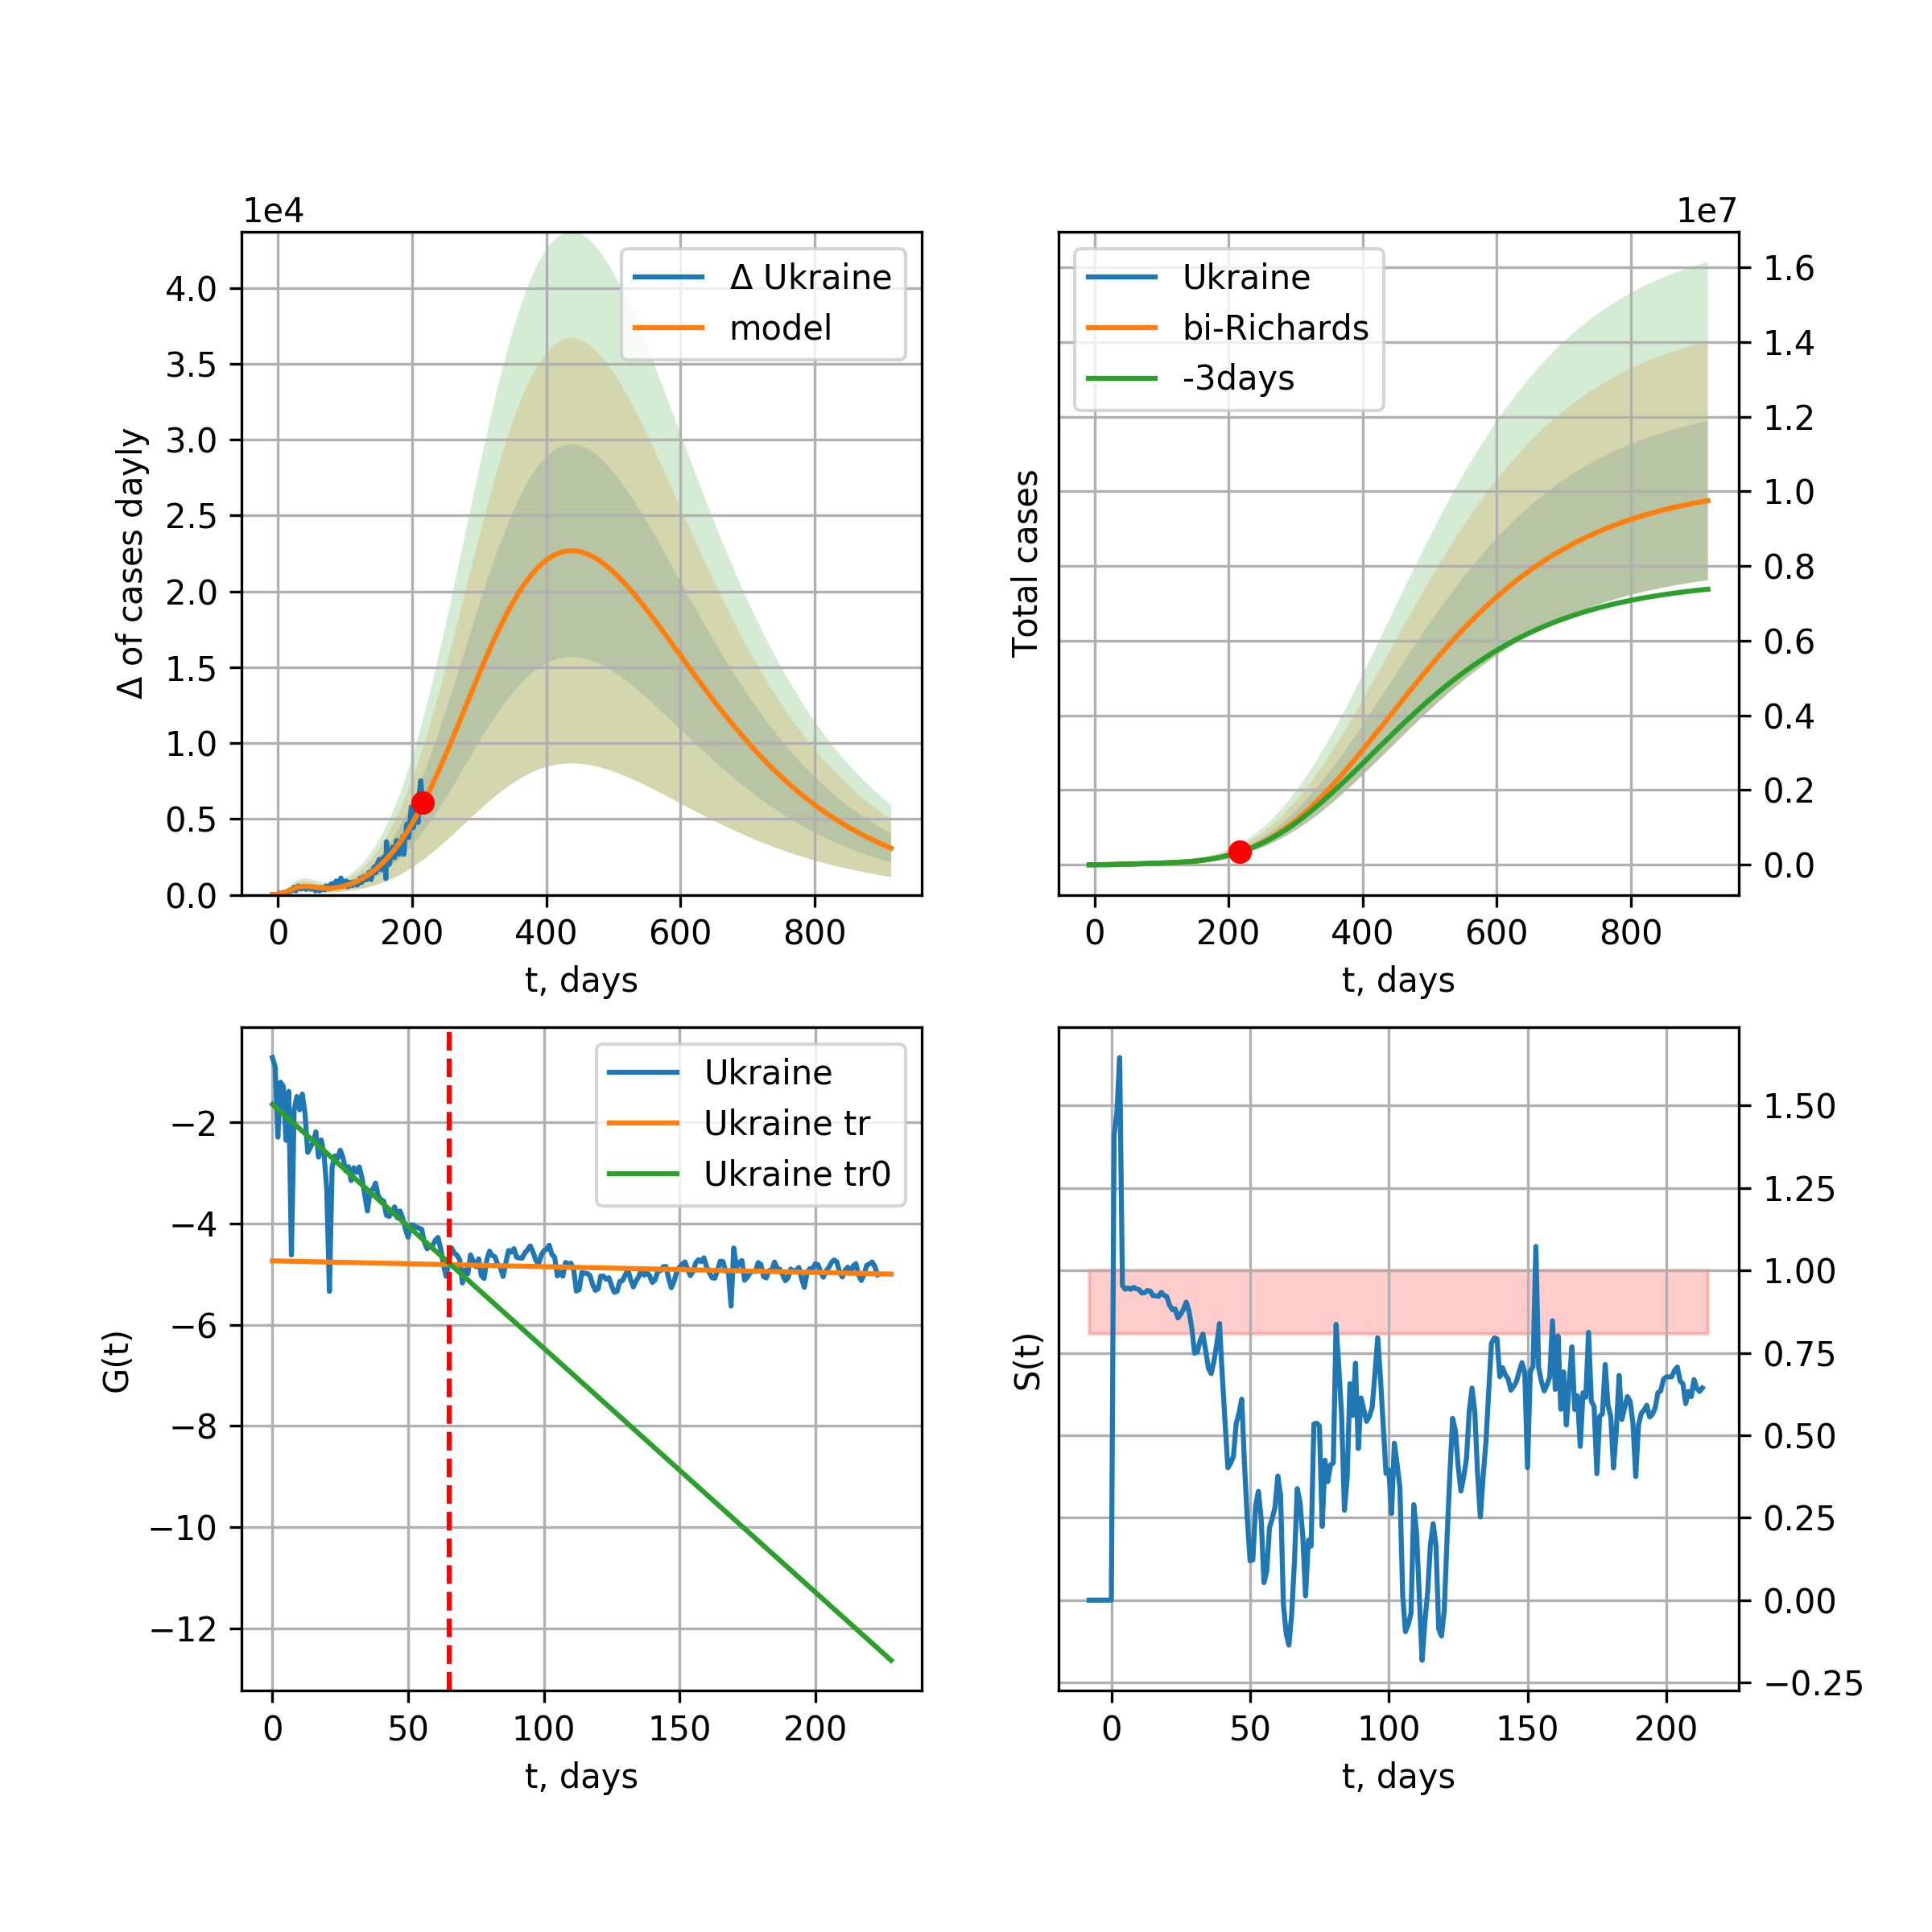 1e4
Δ Ukraine
model
4.0
3.5
3.0
2.5
2.0
1.5
1.0
0.5
0.0
Δ of cases dayly
0 200 400 600 800
t, days
1e7
Ukraine
bi-Richards
-3days
1.6
1.4
1.2
1.0
0.8
0.6
0.4
0.2
0.0
Total cases
0 200 400 600 800
t, days
Ukraine
Ukraine tr
Ukraine tr0
−2
−4
−6
−8
−10
−12
G(t)
0 50 100 150 200
t, days
1.50
1.25
1.00
0.75
0.50
0.25
0.00
−0.25
S(t)
0 50 100 150 200
t, days